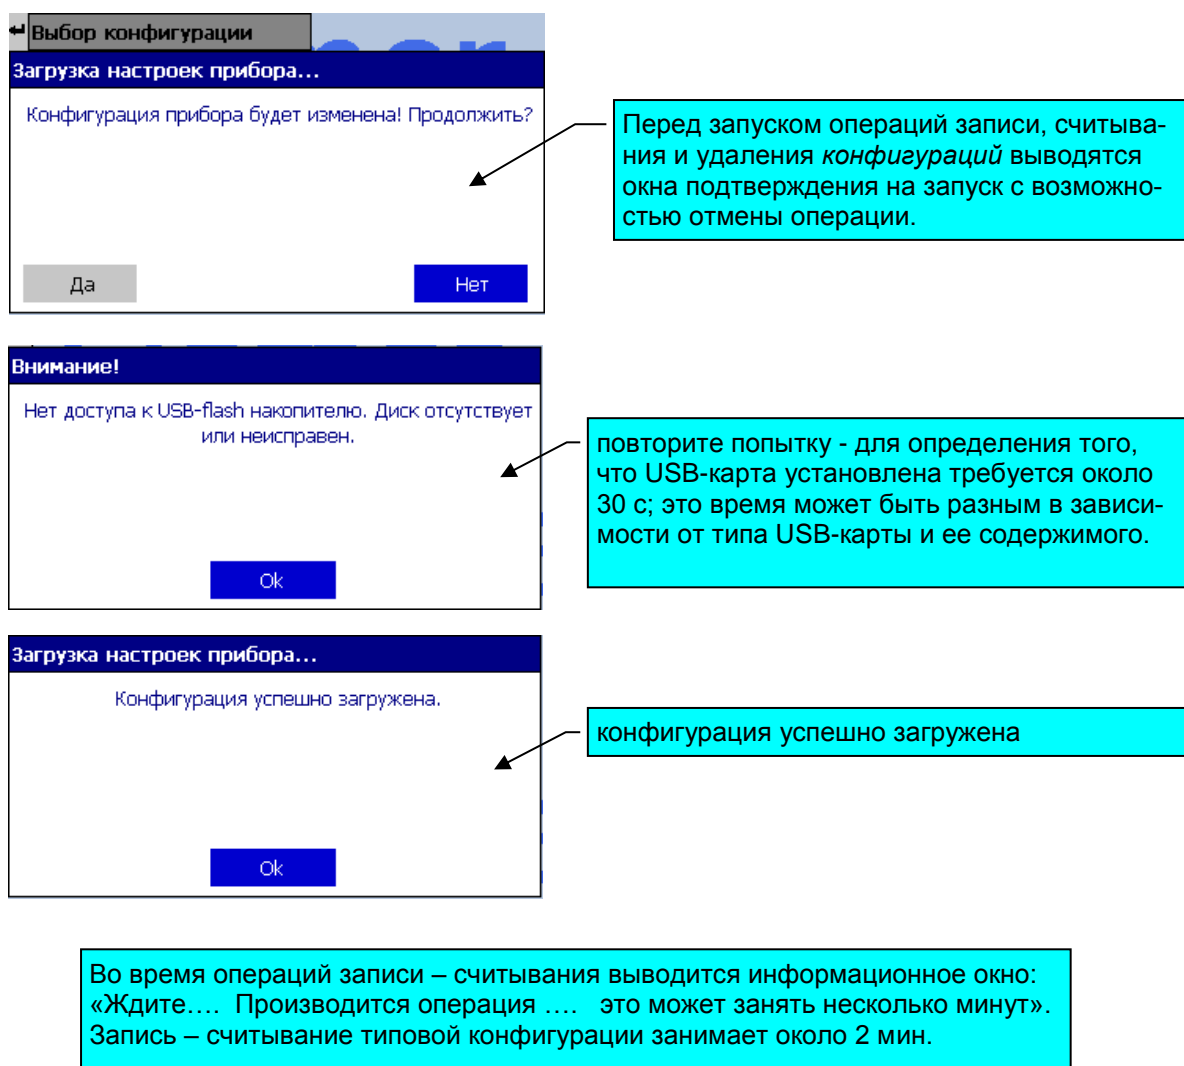 Выбор конфигурации
Загрузка настроек прибора...
Конфигурация прибора будет изменена! Продолжить?
Да
Нет
Перед запуском операций записи, считыва-
ния и удаления конфигураций выводятся
окна подтверждения на запуск с возможно-
стью отмены операции.
Внимание!
Нет доступа к USB-flash накопителю. Диск отсутствует
или неисправен.
Ok
повторите попытку - для определения того,
что USB-карта установлена требуется около
30 с; это время может быть разным в зависи-
мости от типа USB-карты и ее содержимого.
Загрузка настроек прибора...
Конфигурация успешно загружена.
Ok
конфигурация успешно загружена
Во время операций записи – считывания выводится информационное окно:
«Ждите.... Производится операция .... это может занять несколько минут».
Запись – считывание типовой конфигурации занимает около 2 мин.